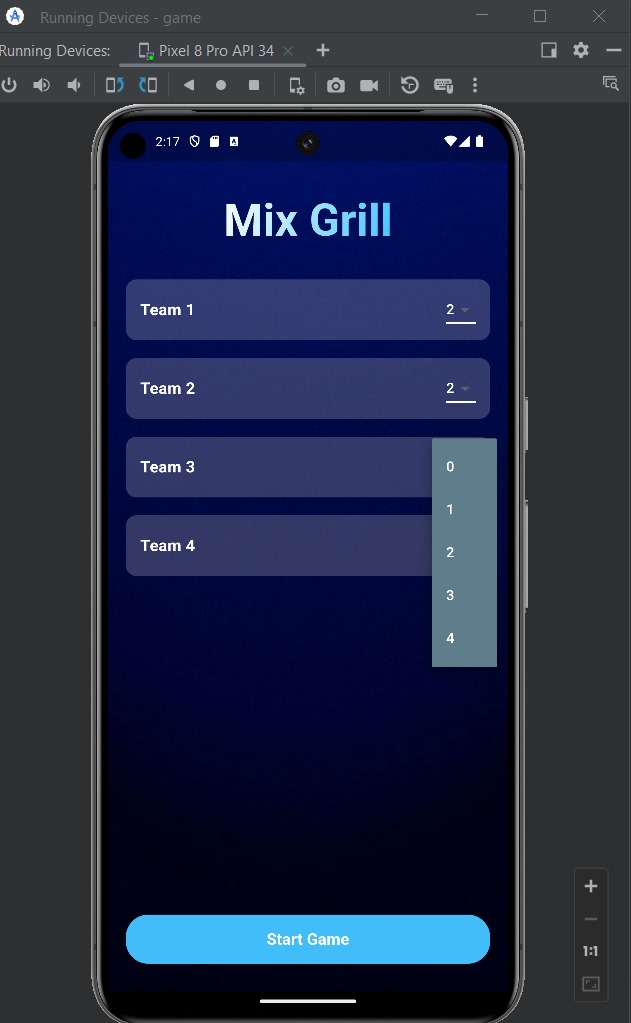 Running Devices - game
Running Devices:
Pixel 8 Pro API 34
2:17
Mix Grill
Team 1
2
Team 2
2
Team 3
0
1
2
Team 4
3
4
Start Game
1:1